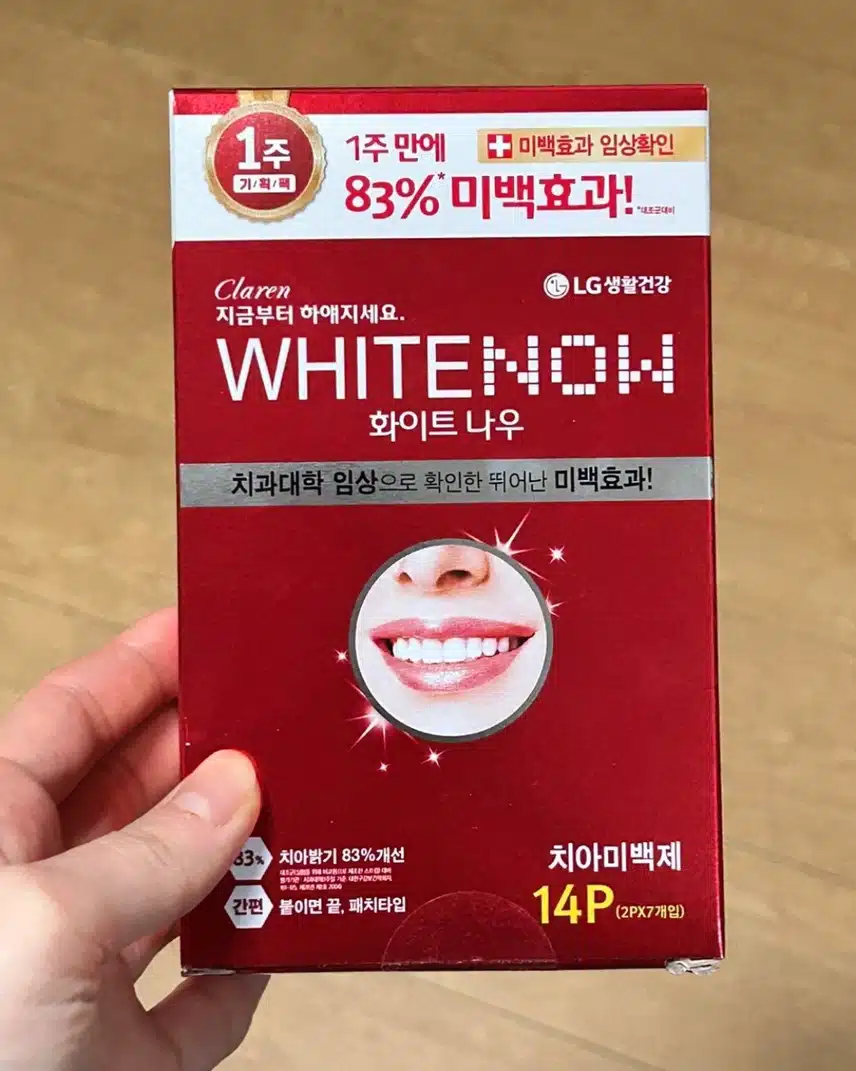 1주
기/획/팩
1주 만에
미백효과 임상확인
83%* 미백효과!
*대조군대비
Claren
지금부터 하얘지세요.
LG생활건강
WHITENOW
화이트 나우
치과대학 임상으로 확인한 뛰어난 미백효과!
83%
치아밝기 83%개선
간편
붙이면 끝, 패치타입
치아미백제
14P (2PX7개입)